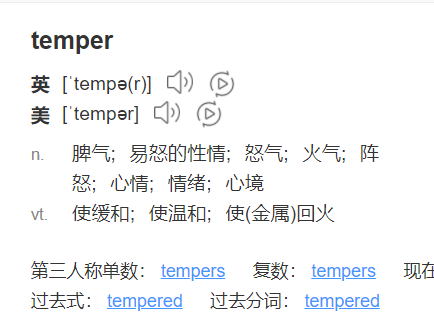 temper
英 [ˈtempə(r)]
美 [ˈtempər]
n. 脾气；易怒的性情；怒气；火气；阵
怒；心情；情绪；心境
vt. 使缓和；使温和；使(金属)回火
第三人称单数： tempers 复数： tempers 现在
过去式： tempered 过去分词： tempered